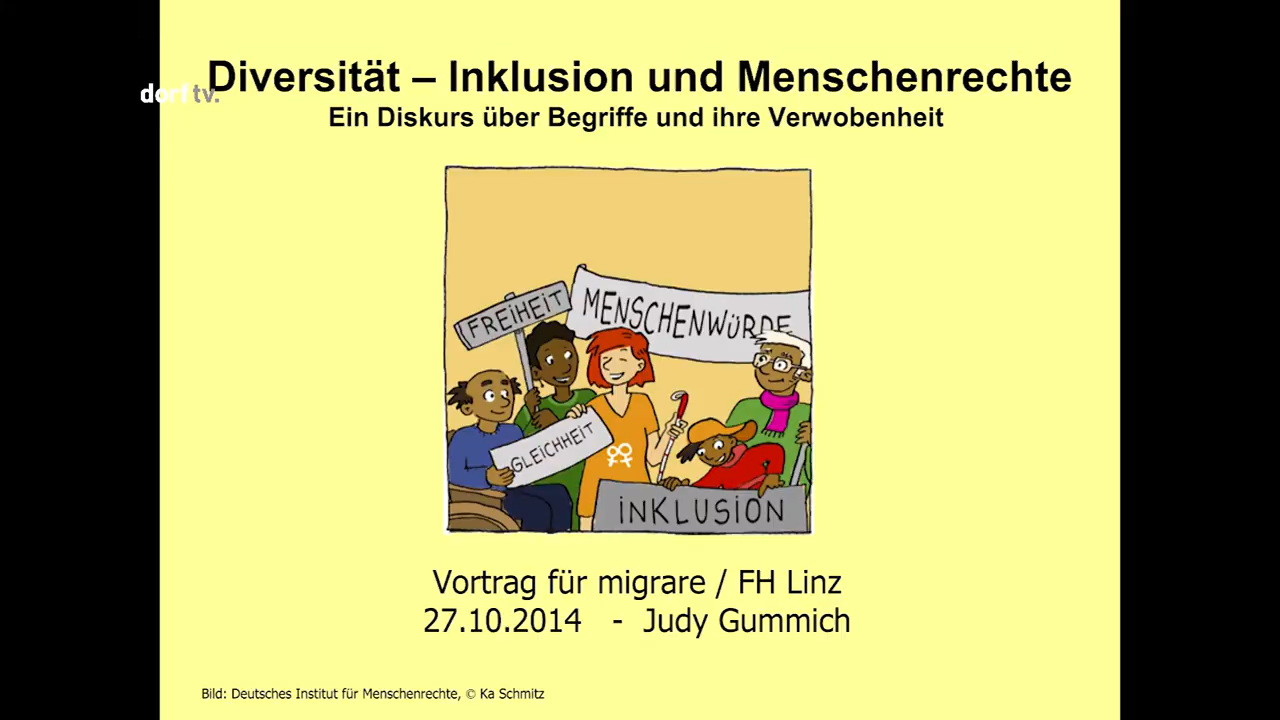 Diversität – Inklusion und Menschenrechte
dorf tv.
Ein Diskurs über Begriffe und ihre Verwobenheit
FREIHEIT
MENSCHENWÜRDE
GLEICHHEIT
INKLUSION
Vortrag für migrare / FH Linz
27.10.2014 - Judy Gummich
Bild: Deutsches Institut für Menschenrechte, © Ka Schmitz